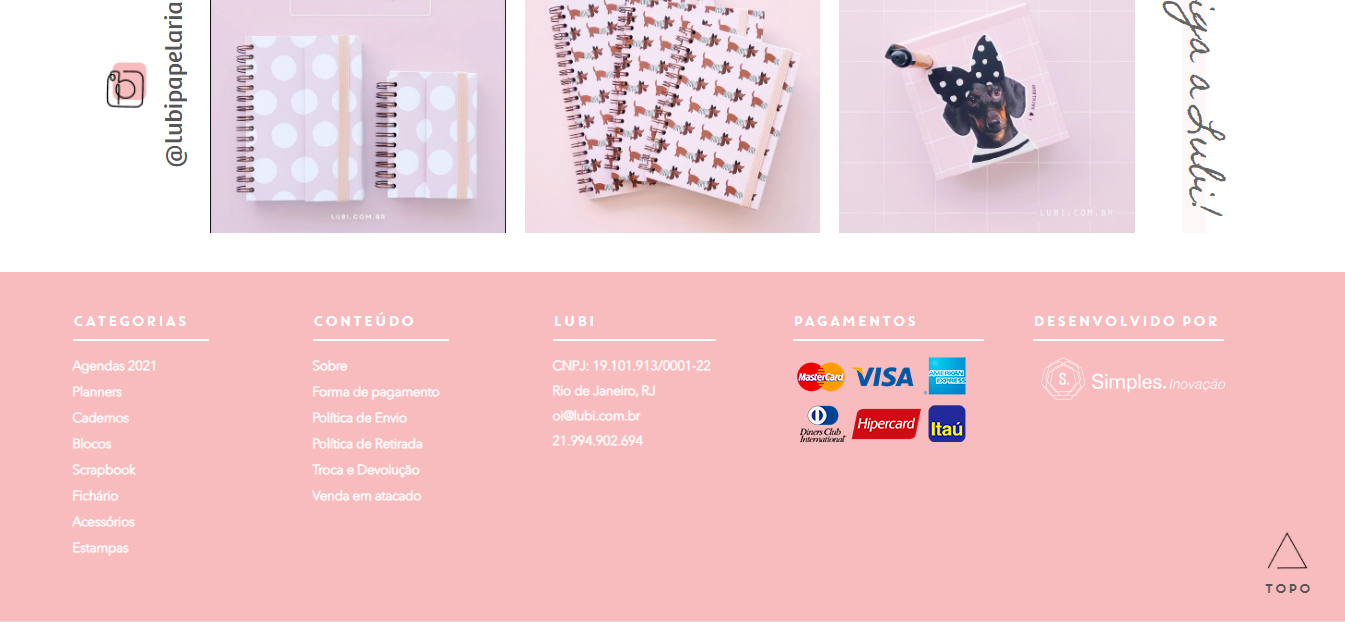 @lubipapelaria
LUBI.COM.BR
LUBI.COM.BR
a Lubi!
CATEGORIAS
Agendas 2021
Planners
Cadernos
Blocos
Scrapbook
Fichário
Acessórios
Estampas
CONTEÚDO
Sobre
Forma de pagamento
Política de Envio
Política de Retirada
Troca e Devolução
Venda em atacado
LUBI
CNPJ: 19.101.913/0001-22
Rio de Janeiro, RJ
oi@lubi.com.br
21.994.902.694
PAGAMENTOS
MasterCard
VISA
AMERICAN
EXPRESS
Diners Club
International
Hipercard
Itaú
DESENVOLVIDO POR
S.
Simples. Inovação
TOPO